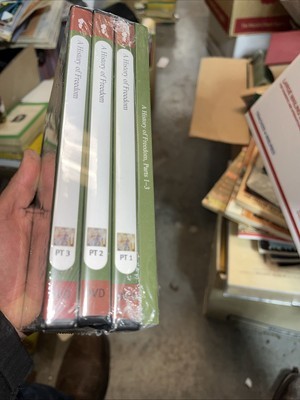 A History of Freedom
PT 3
A History of Freedom
PT 2
DVD
A History of Freedom
PT 1
A History of Freedom, Parts 1–3